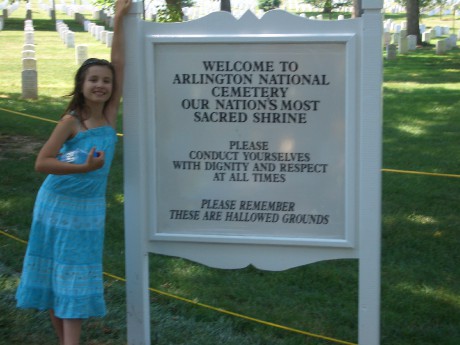 WELCOME TO
ARLINGTON NATIONAL
CEMETERY
OUR NATION'S MOST
SACRED SHRINE
PLEASE
CONDUCT YOURSELVES
WITH DIGNITY AND RESPECT
AT ALL TIMES
PLEASE REMEMBER
THESE ARE HALLOWED GROUNDS